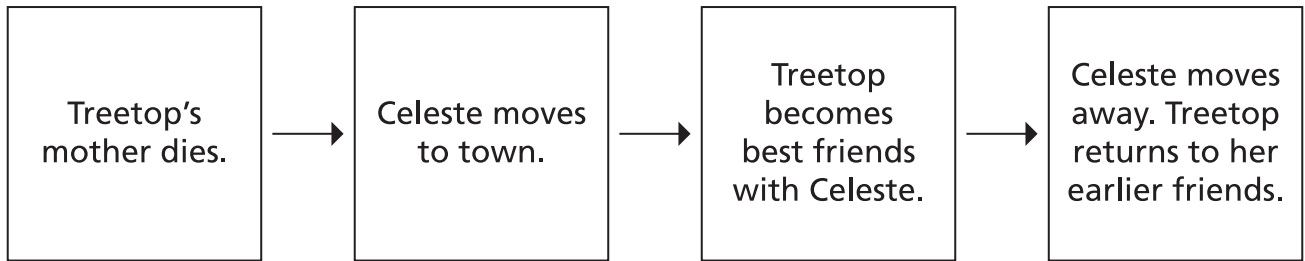 Treetop’s
mother dies.
Celeste moves
to town.
Treetop
becomes
best friends
with Celeste.
Celeste moves
away. Treetop
returns to her
earlier friends.